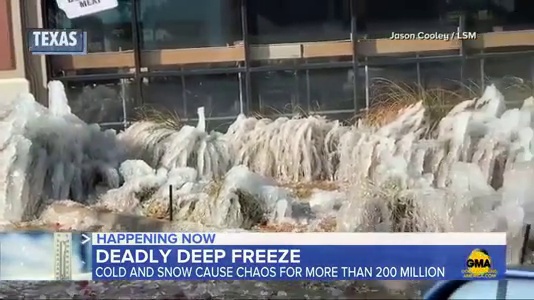 MEAT
Jason Cooley / LSM
TEXAS
HAPPENING NOW
DEADLY DEEP FREEZE
COLD AND SNOW CAUSE CHAOS FOR MORE THAN 200 MILLION
GMA